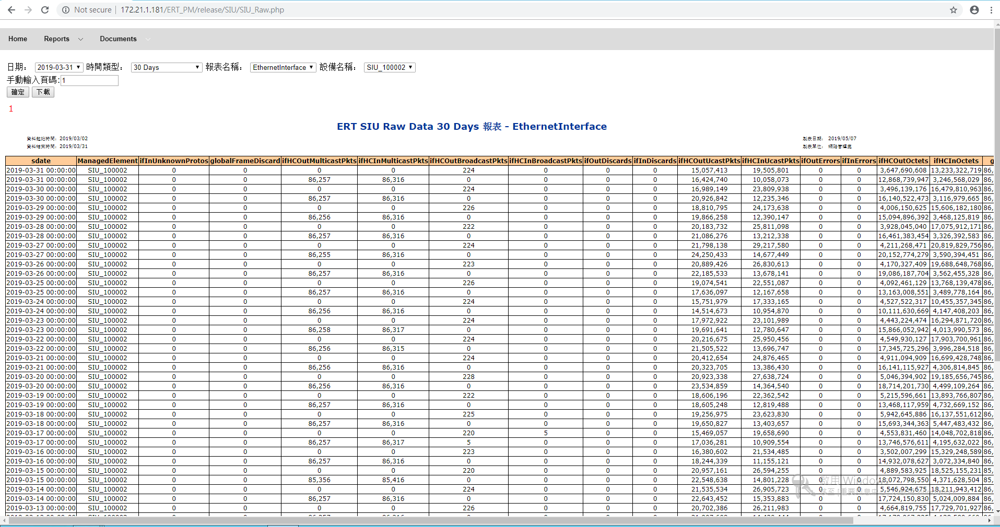 Not secure | 172.21.1.181/ERT_PM/release/SIU/SIU_Raw.php
Home Reports Documents
日期： 2019-03-31 時間類型： 30 Days 報表名稱： EthernetInterface 設備名稱： SIU_100002
手動輸入頁碼:1
確定 下載
1
ERT SIU Raw Data 30 Days 報表 - EthernetInterface
資料起始時間：2019/03/02 製表日期： 2019/05/07
資料結束時間：2019/03/31 製表單位： 網路管理處
sdate ManagedElement ifInUnknownProtos globalFrameDiscard ifHCOutMulticastPkts ifHCInMulticastPkts ifHCOutBroadcastPkts ifHCInBroadcastPkts ifOutDiscards ifInDiscards ifHCOutUcastPkts ifHCInUcastPkts ifOutErrors ifInErrors ifHCOutOctets ifHCInOctets g
2019-03-31 00:00:00 SIU_100002 0 0 0 0 224 0 0 0 15,057,413 19,505,801 0 0 3,647,690,608 13,233,322,719 86,
2019-03-31 00:00:00 SIU_100002 0 0 86,257 86,316 0 0 0 0 16,424,740 10,058,073 0 0 12,868,739,947 3,246,568,029 86,
2019-03-30 00:00:00 SIU_100002 0 0 0 0 224 0 0 0 16,989,149 23,809,938 0 0 3,496,139,176 16,479,810,963 86,
2019-03-30 00:00:00 SIU_100002 0 0 86,257 86,316 0 0 0 0 20,926,842 12,235,346 0 0 16,140,522,473 3,116,979,665 86,
2019-03-29 00:00:00 SIU_100002 0 0 0 0 226 0 0 0 18,810,795 24,173,638 0 0 4,006,150,625 15,606,182,180 86,
2019-03-29 00:00:00 SIU_100002 0 0 86,256 86,316 0 0 0 0 19,866,258 12,390,147 0 0 15,094,896,392 3,468,125,819 86,
2019-03-28 00:00:00 SIU_100002 0 0 0 0 222 0 0 0 20,183,732 25,811,098 0 0 3,928,045,040 17,075,912,171 86,
2019-03-28 00:00:00 SIU_100002 0 0 86,257 86,316 0 0 0 0 21,086,276 13,212,338 0 0 16,461,383,454 3,326,392,583 86,
2019-03-27 00:00:00 SIU_100002 0 0 0 0 224 0 0 0 21,798,138 29,217,580 0 0 4,211,268,471 20,819,829,756 86,
2019-03-27 00:00:00 SIU_100002 0 0 86,255 86,316 0 0 0 0 24,250,433 14,677,449 0 0 20,152,774,279 3,590,394,451 86,
2019-03-26 00:00:00 SIU_100002 0 0 0 0 223 0 0 0 20,889,426 26,830,613 0 0 4,170,327,409 19,688,648,768 86,
2019-03-26 00:00:00 SIU_100002 0 0 86,257 86,316 0 0 0 0 22,185,533 13,678,141 0 0 19,086,187,704 3,562,455,328 86,
2019-03-25 00:00:00 SIU_100002 0 0 0 0 226 0 0 0 19,074,541 22,551,087 0 0 4,092,461,129 13,768,139,478 86,
2019-03-25 00:00:00 SIU_100002 0 0 86,257 86,316 0 0 0 0 17,636,097 12,167,658 0 0 13,163,008,551 3,489,778,164 86,
2019-03-24 00:00:00 SIU_100002 0 0 0 0 224 0 0 0 15,751,979 17,333,165 0 0 4,527,522,317 10,455,357,345 86,
2019-03-24 00:00:00 SIU_100002 0 0 86,256 86,316 0 0 0 0 14,514,673 10,954,870 0 0 10,111,630,669 4,147,408,203 86,
2019-03-23 00:00:00 SIU_100002 0 0 0 0 224 0 0 0 17,972,922 23,101,989 0 0 4,443,224,474 16,294,871,720 86,
2019-03-23 00:00:00 SIU_100002 0 0 86,258 86,317 0 0 0 0 19,691,641 12,780,647 0 0 15,866,052,942 4,013,990,573 86,
2019-03-22 00:00:00 SIU_100002 0 0 0 0 224 0 0 0 20,216,675 25,950,456 0 0 4,549,930,127 17,903,700,961 86,
2019-03-22 00:00:00 SIU_100002 0 0 86,256 86,315 0 0 0 0 21,505,522 13,696,747 0 0 17,345,725,296 3,996,284,518 86,
2019-03-21 00:00:00 SIU_100002 0 0 0 0 224 0 0 0 20,412,654 24,876,465 0 0 4,911,094,909 16,699,428,748 86,
2019-03-21 00:00:00 SIU_100002 0 0 86,256 86,316 0 0 0 0 20,323,705 13,386,430 0 0 16,141,115,927 4,306,814,845 86,
2019-03-20 00:00:00 SIU_100002 0 0 0 0 228 0 0 0 20,923,338 27,638,724 0 0 5,046,394,902 19,185,656,745 86,
2019-03-20 00:00:00 SIU_100002 0 0 86,256 86,316 0 0 0 0 23,534,859 14,364,540 0 0 18,714,201,730 4,499,109,264 86,
2019-03-19 00:00:00 SIU_100002 0 0 0 0 222 0 0 0 18,606,196 22,362,542 0 0 5,215,596,661 13,893,766,807 86,
2019-03-19 00:00:00 SIU_100002 0 0 86,257 86,316 0 0 0 0 18,605,248 12,819,488 0 0 13,468,117,959 4,732,669,152 86,
2019-03-18 00:00:00 SIU_100002 0 0 0 0 225 0 0 0 19,256,975 23,623,830 0 0 5,942,645,886 16,137,551,612 86,
2019-03-18 00:00:00 SIU_100002 0 0 86,257 86,316 0 0 0 0 19,650,827 13,403,657 0 0 15,693,344,363 5,447,483,432 86,
2019-03-17 00:00:00 SIU_100002 0 0 0 0 220 5 0 0 15,469,057 19,658,690 0 0 4,553,831,460 14,048,702,818 86,
2019-03-17 00:00:00 SIU_100002 0 0 86,257 86,317 5 0 0 0 17,036,281 10,909,554 0 0 13,746,576,611 4,195,632,022 86,
2019-03-16 00:00:00 SIU_100002 0 0 0 0 223 0 0 0 16,380,602 21,534,485 0 0 3,502,007,299 15,329,248,589 86,
2019-03-16 00:00:00 SIU_100002 0 0 86,257 86,316 0 0 0 0 18,244,339 11,155,121 0 0 14,932,078,627 3,072,334,840 86,
2019-03-15 00:00:00 SIU_100002 0 0 0 0 220 0 0 0 20,957,161 26,594,255 0 0 4,889,583,925 18,525,155,231 85,
2019-03-15 00:00:00 SIU_100002 0 0 85,356 85,416 0 0 0 0 22,548,638 14,801,228 0 0 18,072,798,550 4,371,628,504 85,
啟用 Windows
2019-03-14 00:00:00 SIU_100002 0 0 0 0 224 0 0 0 21,535,534 26,905,723 0 0 5,546,924,675 18,211,943,412 86,
移至 [重要訊息中心]
2019-03-14 00:00:00 SIU_100002 0 0 86,257 86,316 0 0 0 0 22,643,452 15,353,883 0 0 17,724,150,830 5,024,009,884 86,
2019-03-13 00:00:00 SIU_100002 0 0 0 0 226 0 0 0 20,702,386 26,211,983 0 0 4,664,819,755 17,729,701,927 86,